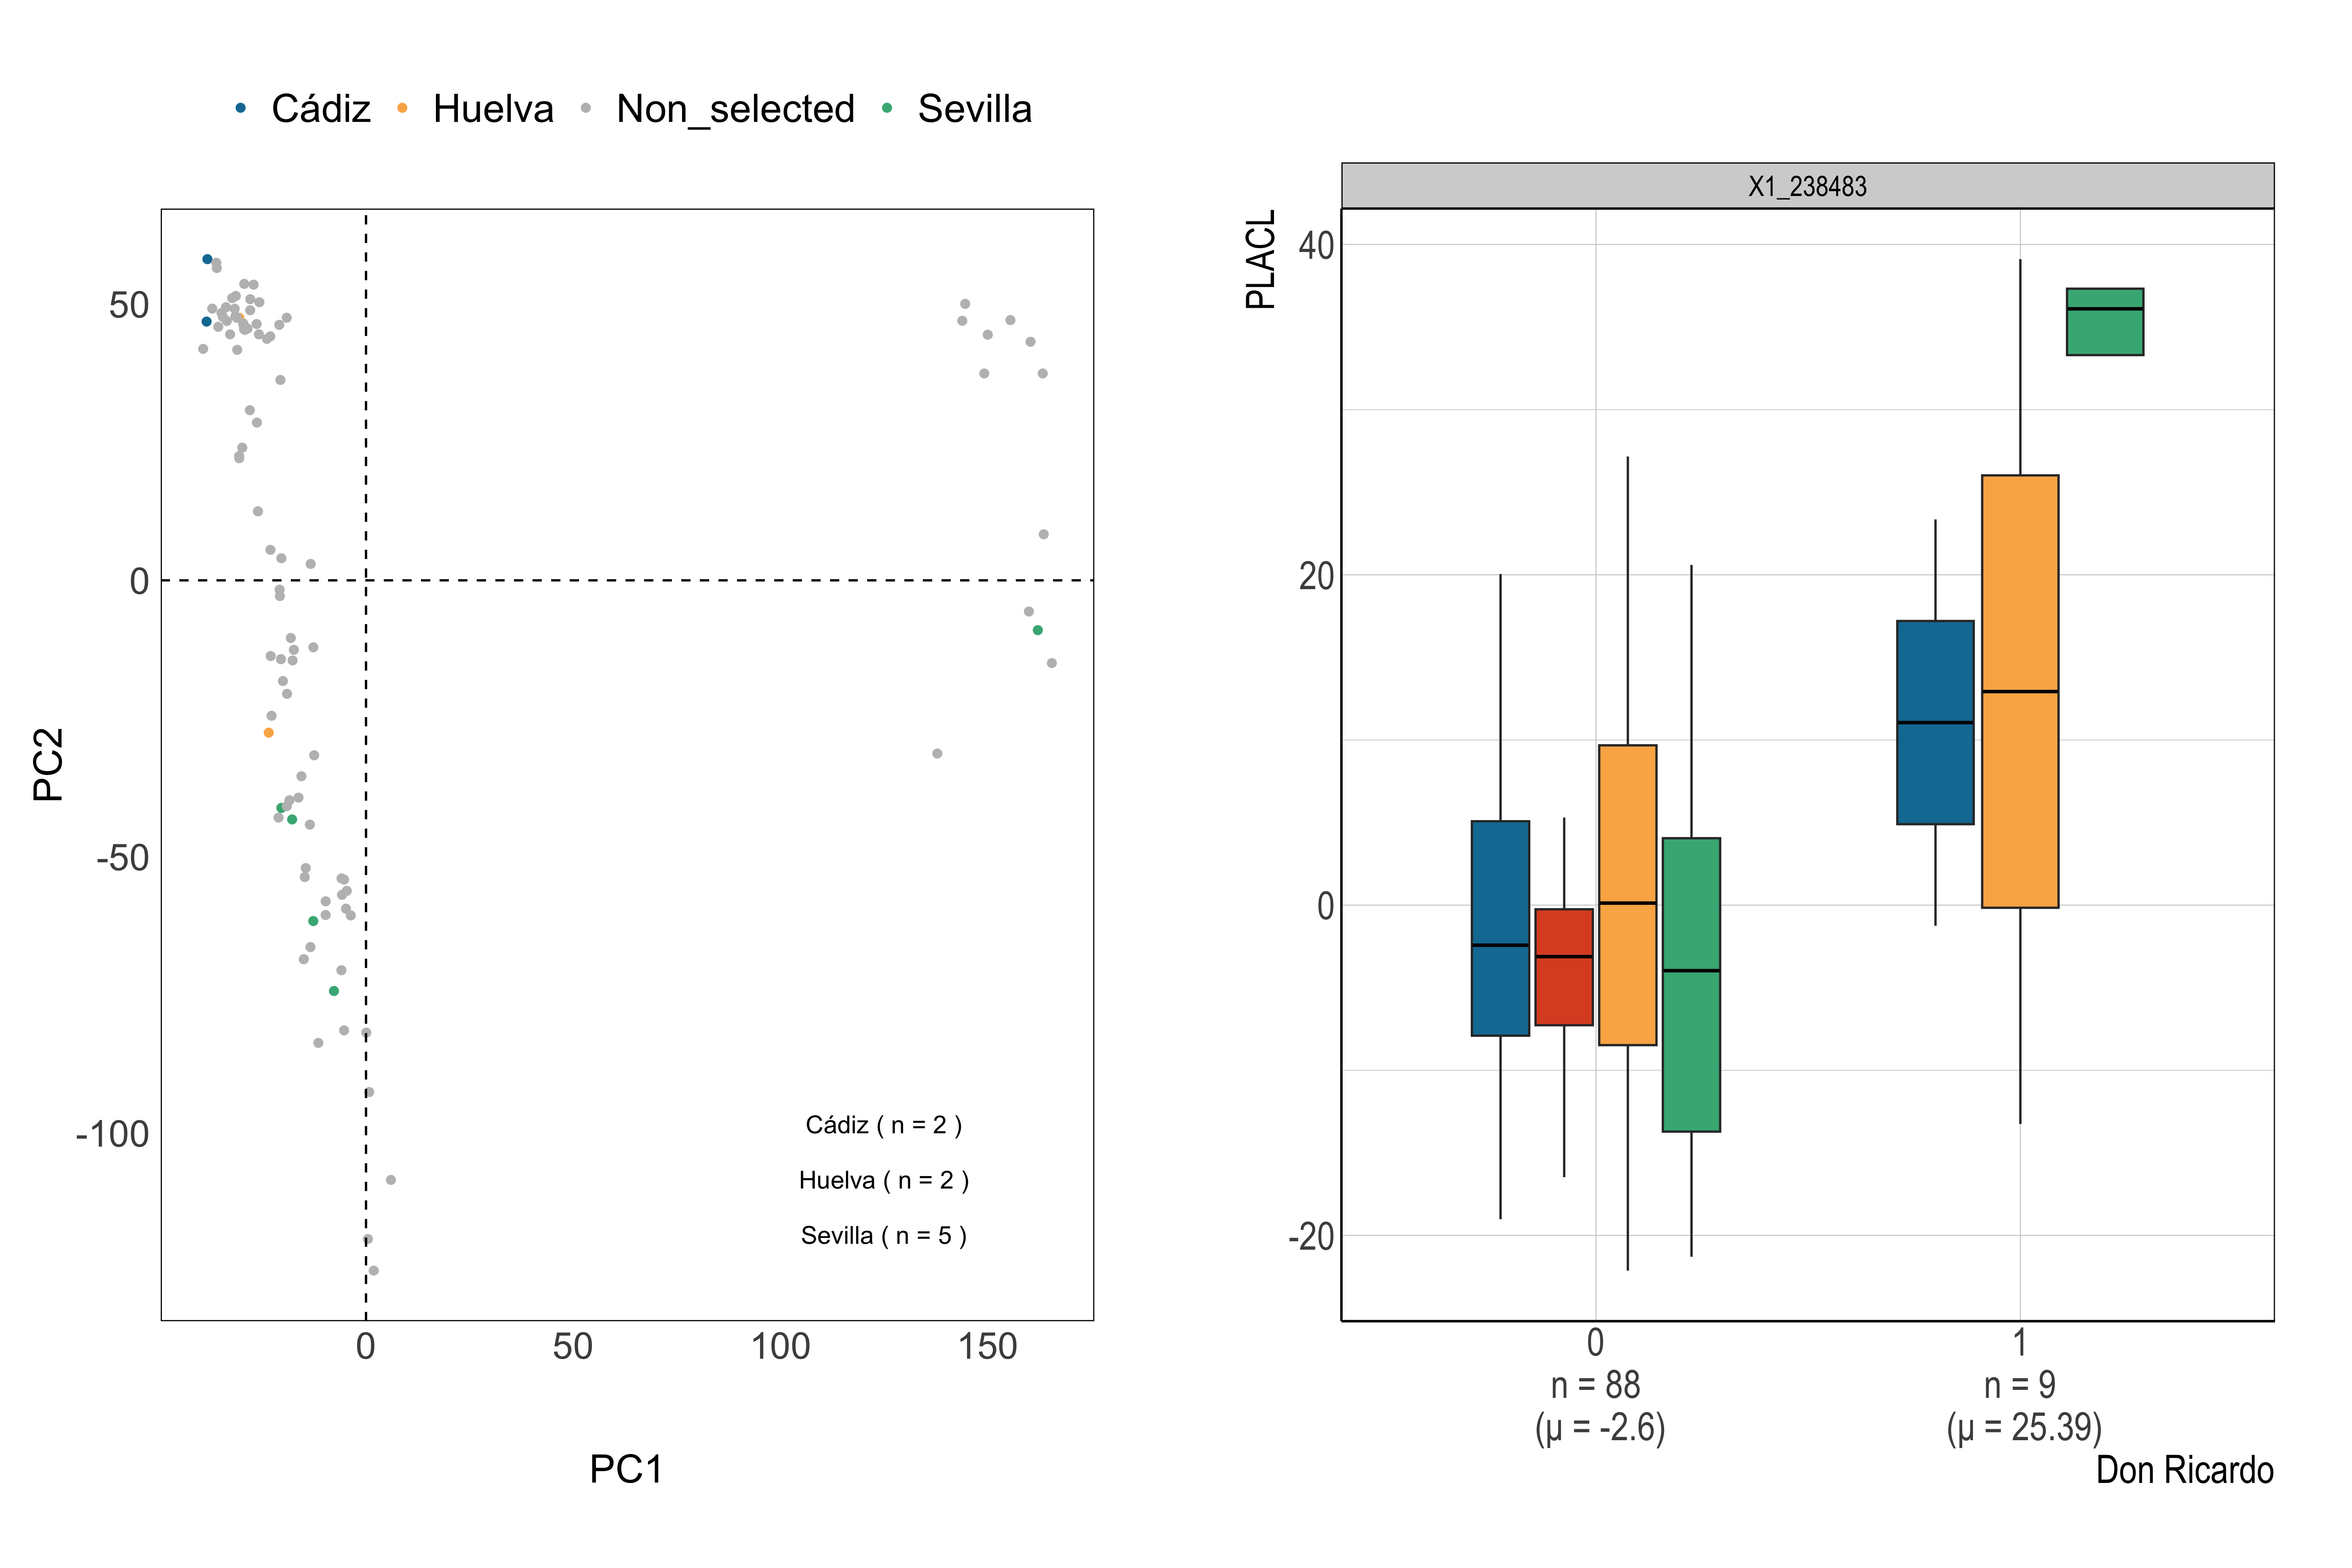 Cádiz Huelva Non_selected Sevilla
PC2
50
0
-50
-100
Cádiz ( n = 2 )
Huelva ( n = 2 )
Sevilla ( n = 5 )
0 50 100 150
PC1
X1_238483
PLACL
40
20
0
-20
0 1
n = 88 n = 9
(μ = -2.6) (μ = 25.39)
Don Ricardo